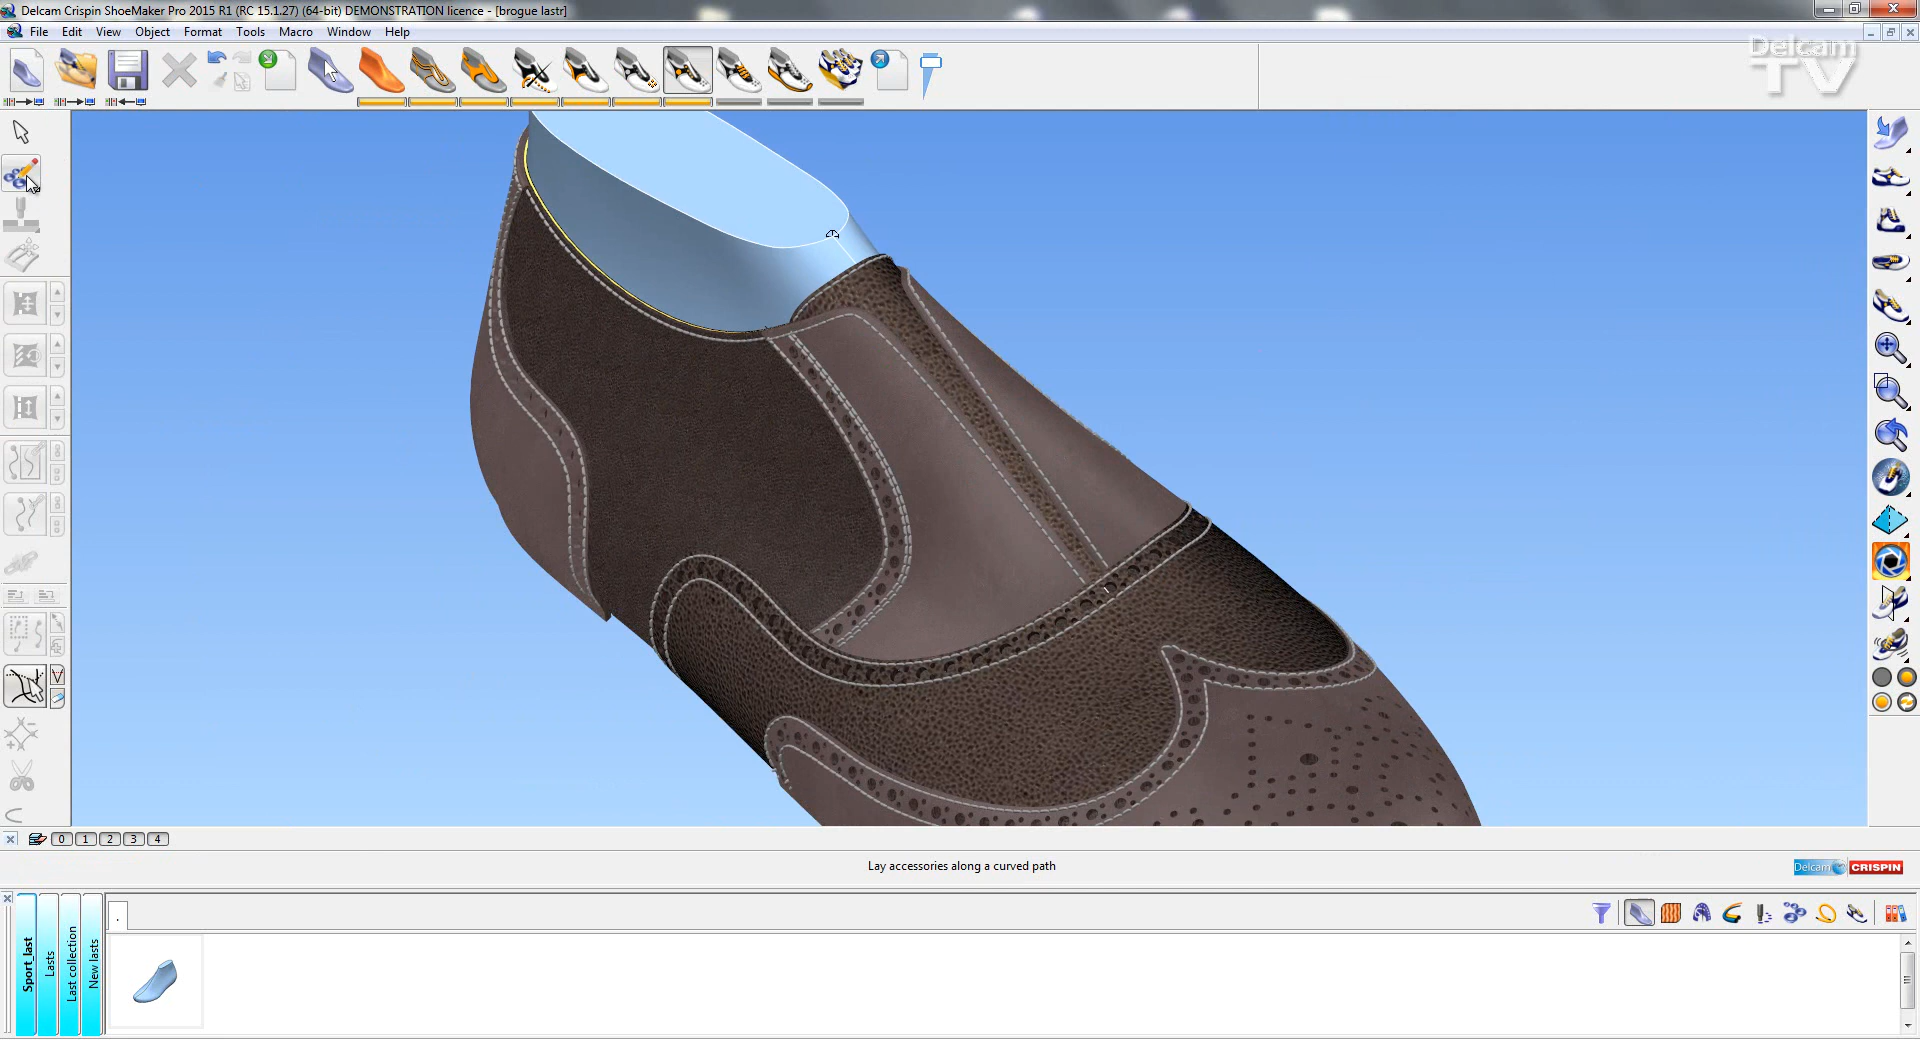 Delcam Crispin ShoeMaker Pro 2015 R1 (RC 15.1.27) (64-bit) DEMONSTRATION licence - [brogue lastr]
File Edit View Object Format Tools Macro Window Help
Delcam
TV
0 1 2 3 4
Lay accessories along a curved path
Delcam CRISPIN
Sport_last
Lasts
Last collection
New lasts
.